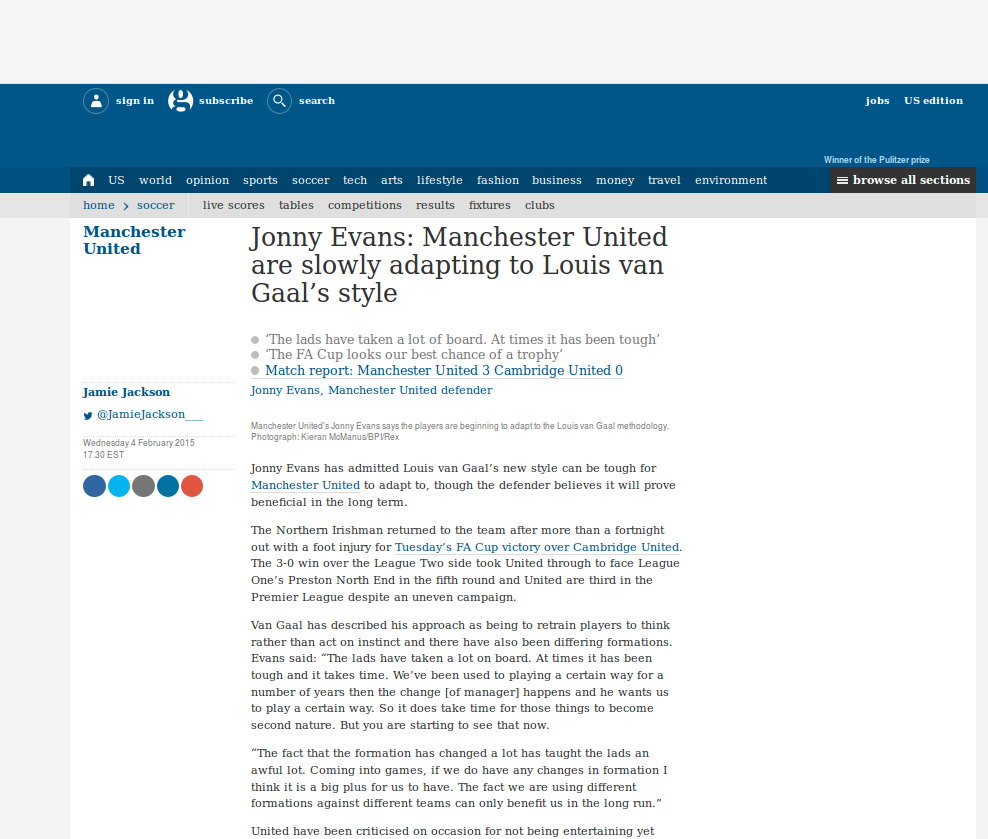 sign in
subscribe
search
jobs
US edition
Winner of the Pulitzer prize
US world opinion sports soccer tech arts lifestyle fashion business money travel environment
browse all sections
home soccer live scores tables competitions results fixtures clubs
Manchester
United
Jonny Evans: Manchester United
are slowly adapting to Louis van
Gaal’s style
‘The lads have taken a lot of board. At times it has been tough’
‘The FA Cup looks our best chance of a trophy’
Match report: Manchester United 3 Cambridge United 0
Jamie Jackson
@JamieJackson___
Wednesday 4 February 2015
17.30 EST
Jonny Evans, Manchester United defender
Manchester United's Jonny Evans says the players are beginning to adapt to the Louis van Gaal methodology.
Photograph: Kieran McManus/BPI/Rex
Jonny Evans has admitted Louis van Gaal’s new style can be tough for
Manchester United to adapt to, though the defender believes it will prove
beneficial in the long term.
The Northern Irishman returned to the team after more than a fortnight
out with a foot injury for Tuesday’s FA Cup victory over Cambridge United.
The 3-0 win over the League Two side took United through to face League
One’s Preston North End in the fifth round and United are third in the
Premier League despite an uneven campaign.
Van Gaal has described his approach as being to retrain players to think
rather than act on instinct and there have also been differing formations.
Evans said: “The lads have taken a lot on board. At times it has been
tough and it takes time. We’ve been used to playing a certain way for a
number of years then the change [of manager] happens and he wants us
to play a certain way. So it does take time for those things to become
second nature. But you are starting to see that now.
“The fact that the formation has changed a lot has taught the lads an
awful lot. Coming into games, if we do have any changes in formation I
think it is a big plus for us to have. The fact we are using different
formations against different teams can only benefit us in the long run.”
United have been criticised on occasion for not being entertaining yet